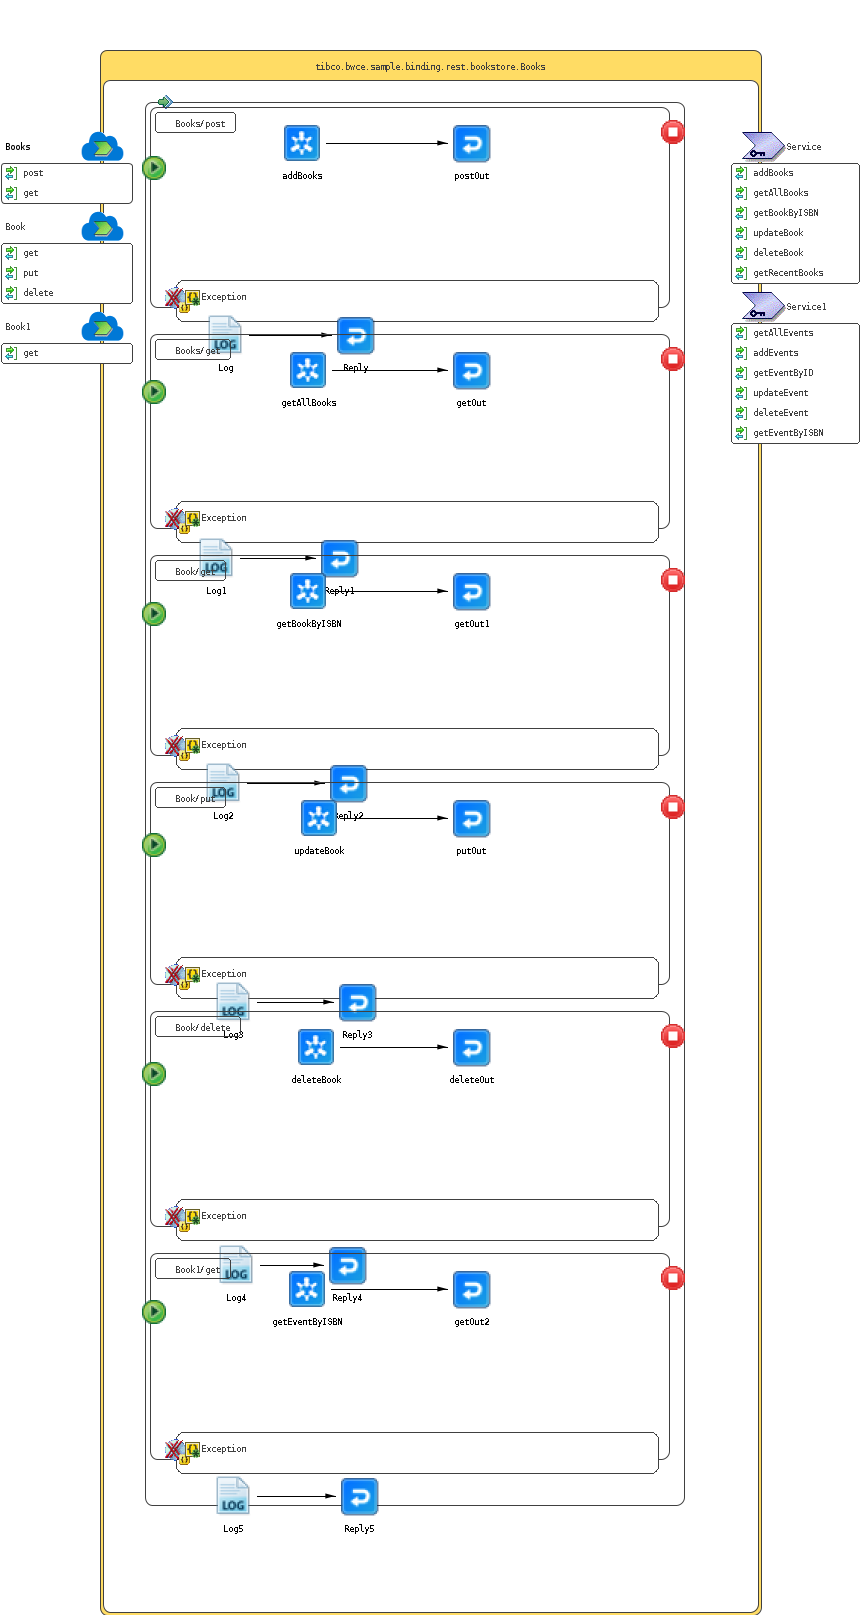 tibco.bwce.sample.binding.rest.bookstore.Books
Books
post
get
Book
get
put
delete
Book1
get
Service
addBooks
getAllBooks
getBookByISBN
updateBook
deleteBook
getRecentBooks
Service1
getAllEvents
addEvents
getEventByID
updateEvent
deleteEvent
getEventByISBN
Books/post
addBooks
postOut
Exception
LOG
Log
Reply
Books/get
getAllBooks
getOut
Exception
LOG
Log1
Reply1
Book/get
getBookByISBN
getOut1
Exception
LOG
Log2
Reply2
Book/put
updateBook
putOut
Exception
LOG
Log3
Reply3
Book/delete
deleteBook
deleteOut
Exception
LOG
Log4
Reply4
Book1/get
getEventByISBN
getOut2
Exception
LOG
Log5
Reply5